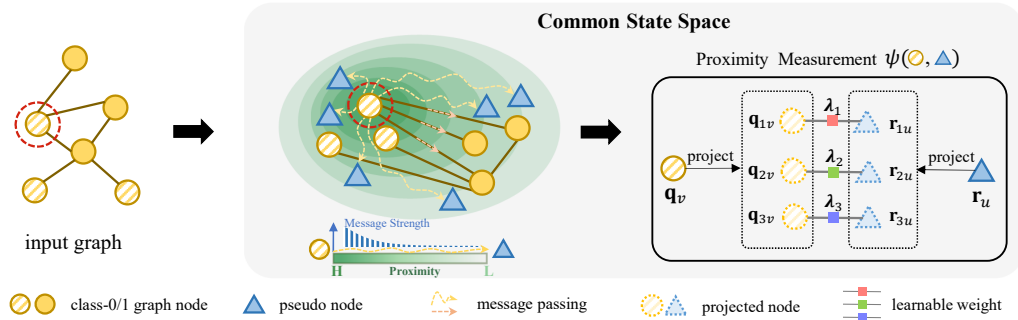 Common State Space
Proximity Measurement ψ( , )
λ₁
q₁ᵥ
r₁ᵤ
project
λ₂
project
q₂ᵥ
r₂ᵤ
qᵥ
rᵤ
λ₃
q₃ᵥ
r₃ᵤ
input graph
Message Strength
H
Proximity
L
class-0/1 graph node
pseudo node
message passing
projected node
learnable weight